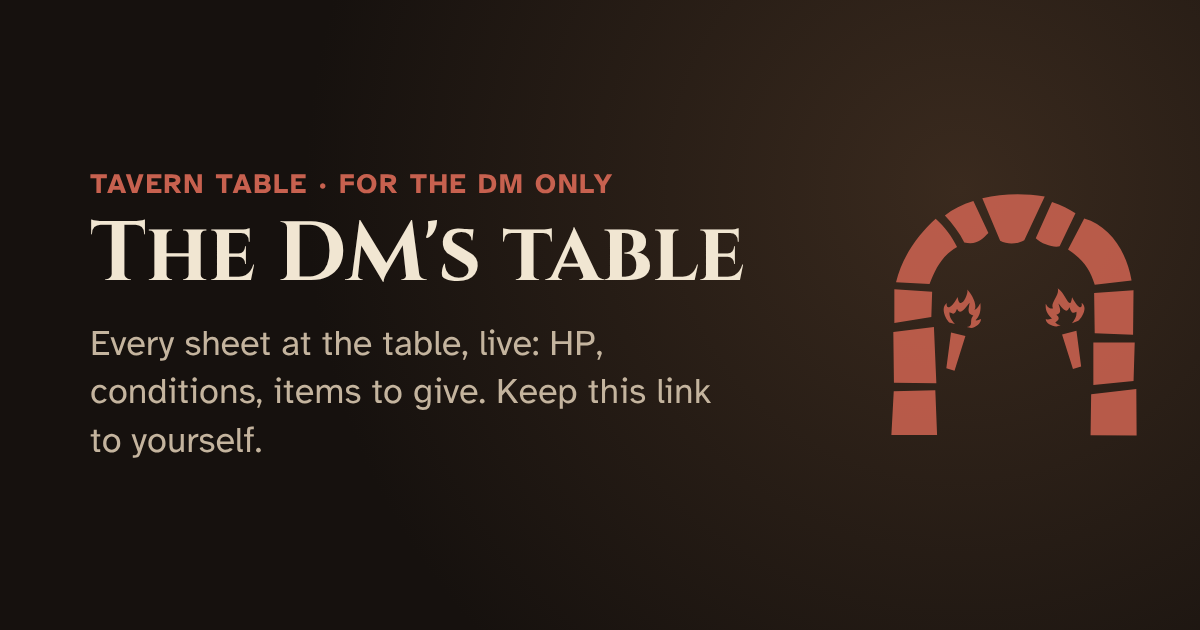 TAVERN TABLE · FOR THE DM ONLY
The DM's table
Every sheet at the table, live: HP,
conditions, items to give. Keep this link
to yourself.